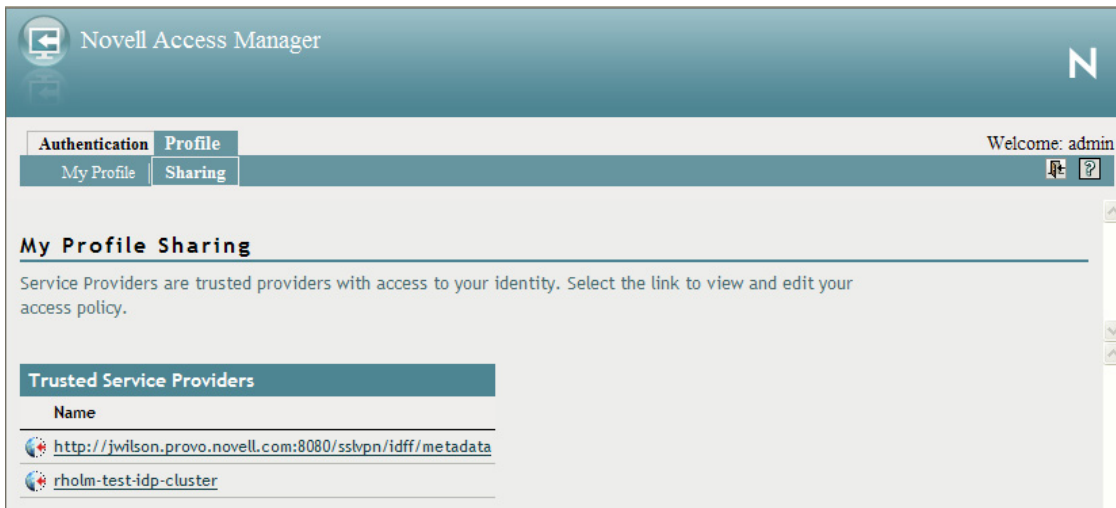 Novell Access Manager
N
Authentication Profile
Welcome: admin
My Profile Sharing
?
My Profile Sharing
Service Providers are trusted providers with access to your identity. Select the link to view and edit your
access policy.
Trusted Service Providers
Name
http://jwilson.provo.novell.com:8080/sslvpn/idff/metadata
rholm-test-idp-cluster